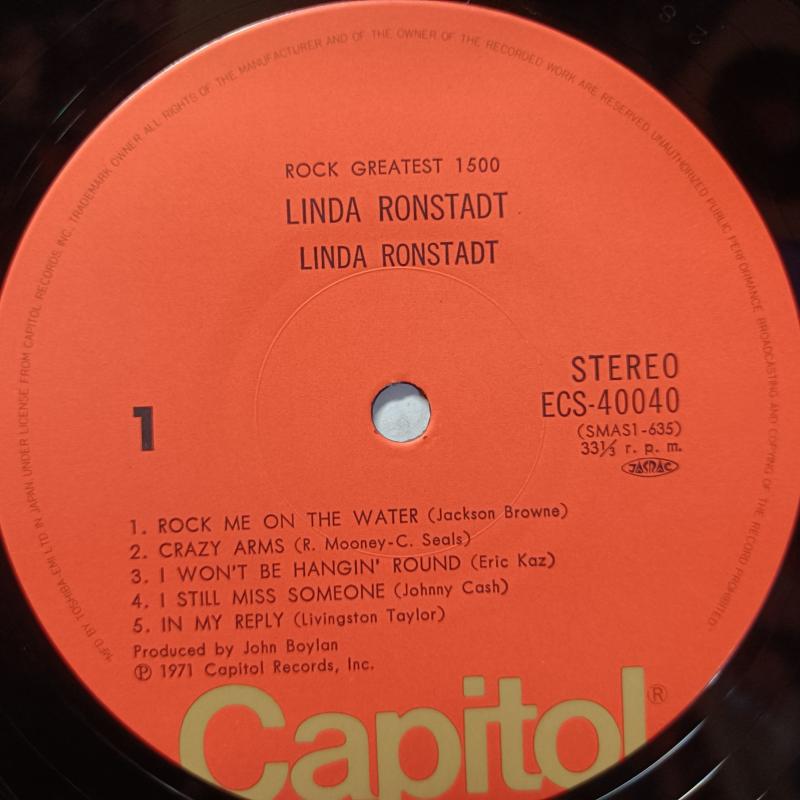 MFD BY TOSHIBA EMI LTD IN JAPAN UNDER LICENSE FROM CAPITOL RECORDS, INC. TRADEMARK OWNER. ALL RIGHTS OF THE MANUFACTURER AND OF THE OWNER OF THE RECORDED WORK ARE RESERVED. UNAUTHORIZED PUBLIC PERFORMANCE, BROADCASTING AND COPYING OF THE RECORD PROHIBITED.
ROCK GREATEST 1500
LINDA RONSTADT
LINDA RONSTADT
STEREO
ECS-40040
(SMAS1-635)
33⅓ r. p. m.
JASRAC
1
1. ROCK ME ON THE WATER (Jackson Browne)
2. CRAZY ARMS (R. Mooney-C. Seals)
3. I WON'T BE HANGIN' ROUND (Eric Kaz)
4. I STILL MISS SOMEONE (Johnny Cash)
5. IN MY REPLY (Livingston Taylor)
Produced by John Boylan
Ⓟ 1971 Capitol Records, Inc.
Capitol®